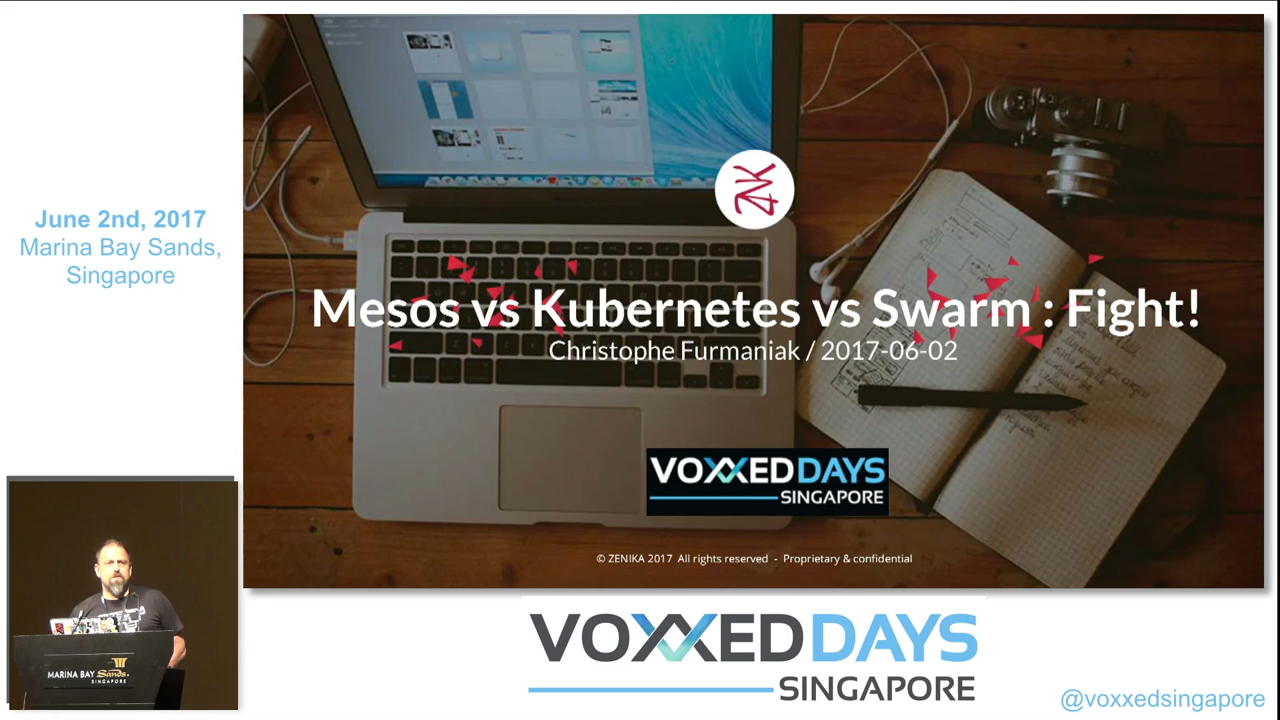 June 2nd, 2017
Marina Bay Sands,
Singapore
ZNK
Mesos vs Kubernetes vs Swarm : Fight!
Christophe Furmaniak / 2017-06-02
VOXXED DAYS
SINGAPORE
© ZENIKA 2017 All rights reserved - Proprietary & confidential
MARINA BAY Sands.
SINGAPORE
VOXXED DAYS
SINGAPORE
@voxxedsingapore